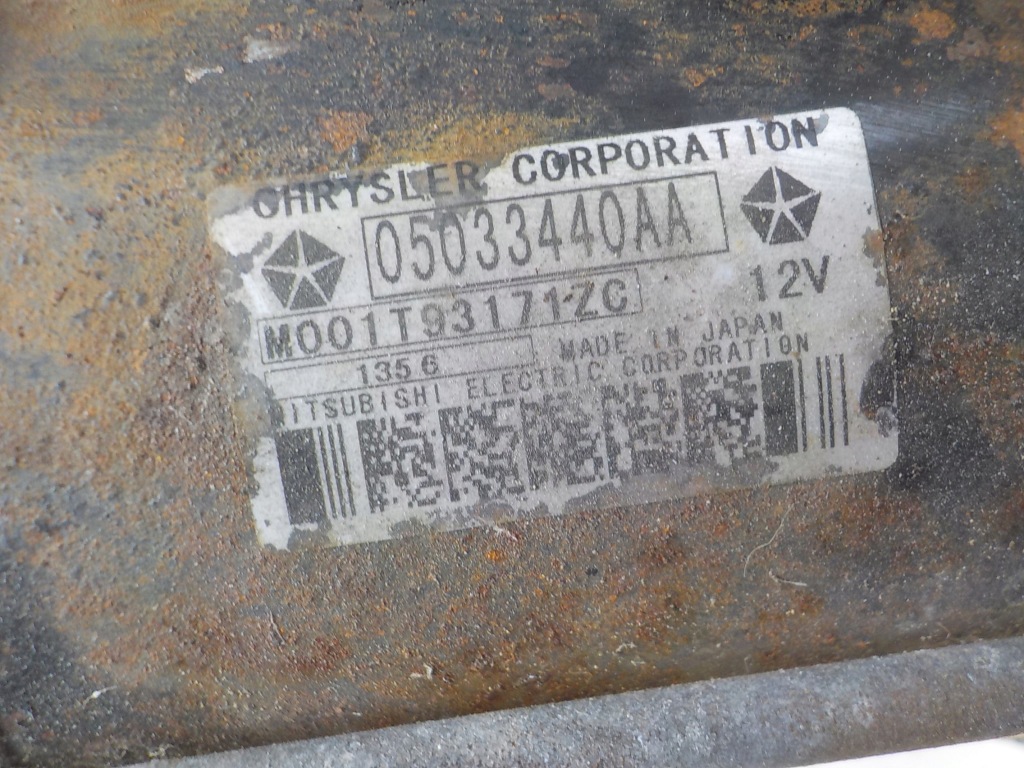 CHRYSLER CORPORATION
05033440AA
M001T93171ZC 12V
1356 MADE IN JAPAN
MITSUBISHI ELECTRIC CORPORATION